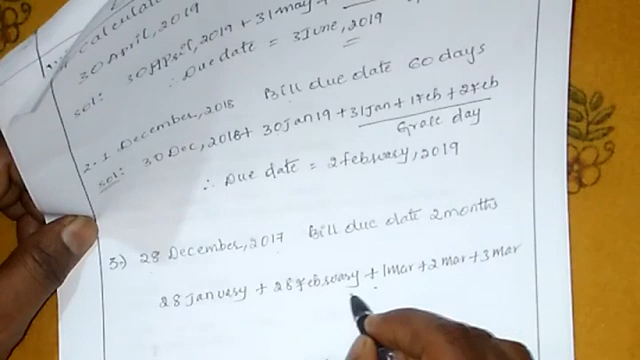 1. Calculate
30 April, 2019
Sol: 30 April, 2019 + 31 may +
∴ Due date = 3 June, 2019
2. 1 December, 2018 Bill due date 60 days
Sol: 30 Dec, 2018 + 30 Jan 19 + 31 Jan + 1 Feb + 2 Feb
Grace day
∴ Due date = 2 february, 2019
3.) 28 December, 2017 Bill due date 2 months
28 January + 28 february + 1 mar + 2 mar + 3 mar